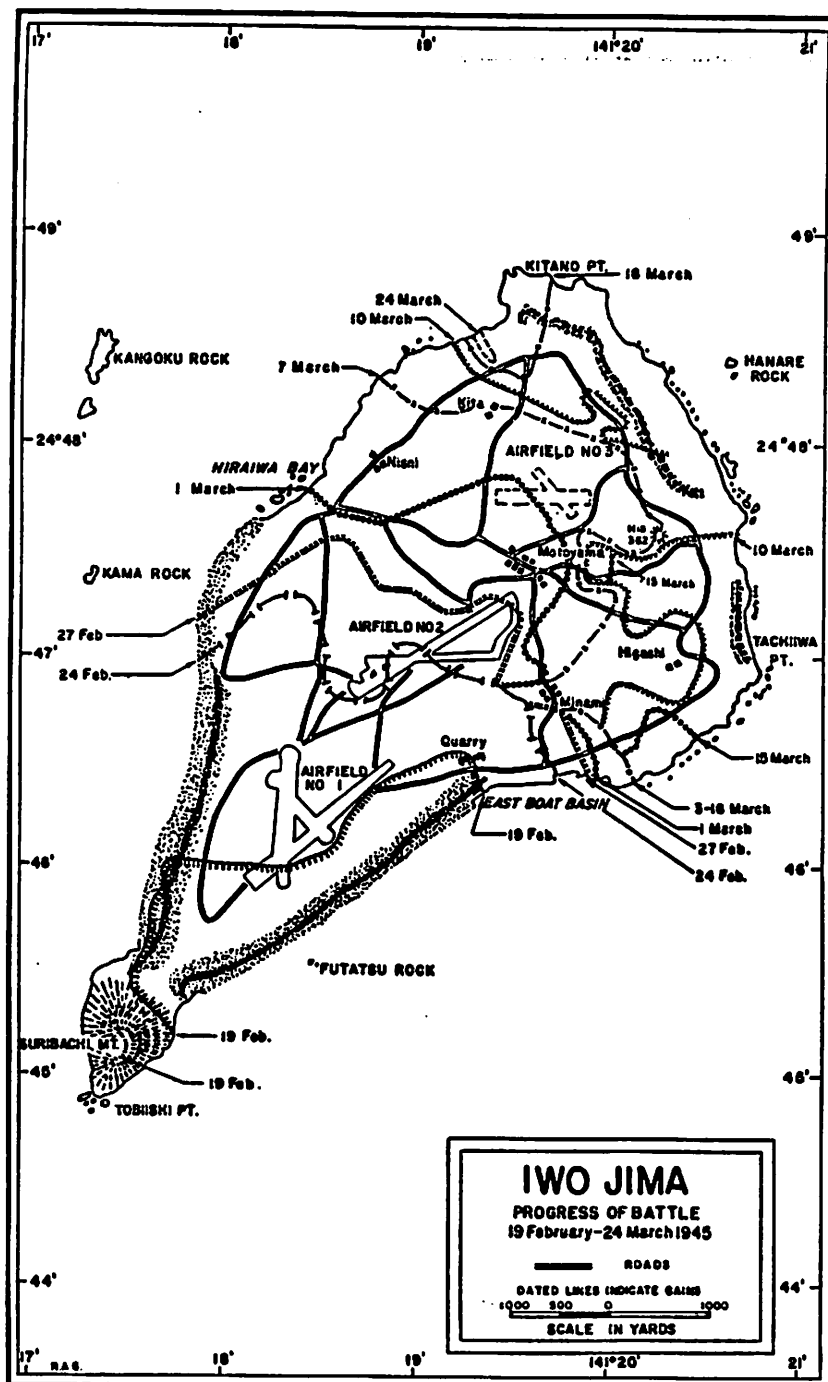 17'
18'
19'
141°20'
21'
49'
49'
KITANO PT.
16 March
24 March
10 March
KANGOKU ROCK
HANARE
ROCK
7 March
Kita
24°48'
24°48'
AIRFIELD NO 3
HIRAIWA BAY
Nishi
1 March
Hill
362
Motoyama
10 March
KAMA ROCK
15 March
27 Feb
AIRFIELD NO 2
TACHIIWA
PT.
47'
24 Feb.
Higashi
Minami
Quarry
15 March
AIRFIELD
NO 1
EAST BOAT BASIN
3-16 March
1 March
19 Feb.
27 Feb.
46'
24 Feb.
46'
FUTATSU ROCK
19 Feb.
SURIBACHI, MT.
19 Feb.
45'
TOBIISHI PT.
IWO JIMA
PROGRESS OF BATTLE
19 February-24 March 1945
ROADS
44'
DATED LINES INDICATE GAINS
44'
1000 500 0 1000
SCALE IN YARDS
R.A.G.
17'
18'
19'
141°20'
21'